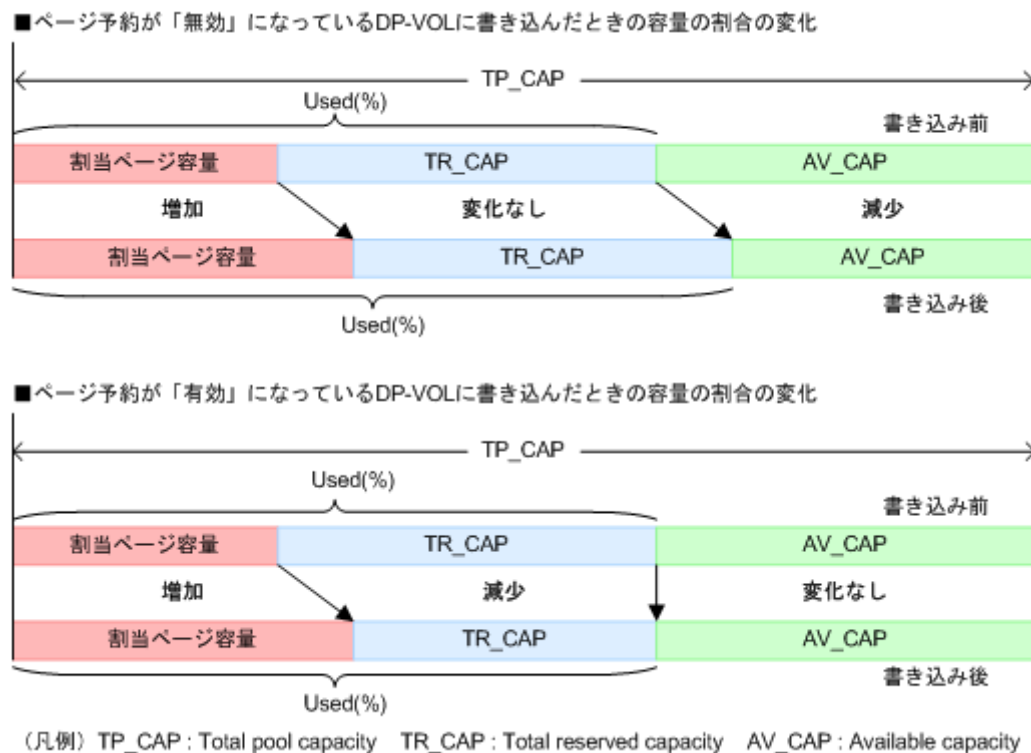 ■ページ予約が「無効」になっているDP-VOLに書き込んだときの容量の割合の変化
TP_CAP
Used(%)
書き込み前
割当ページ容量 TR_CAP AV_CAP
増加 変化なし 減少
割当ページ容量 TR_CAP AV_CAP
書き込み後
Used(%)
■ページ予約が「有効」になっているDP-VOLに書き込んだときの容量の割合の変化
TP_CAP
Used(%)
書き込み前
割当ページ容量 TR_CAP AV_CAP
増加 減少 変化なし
割当ページ容量 TR_CAP AV_CAP
書き込み後
Used(%)
（凡例）TP_CAP : Total pool capacity TR_CAP : Total reserved capacity AV_CAP : Available capacity